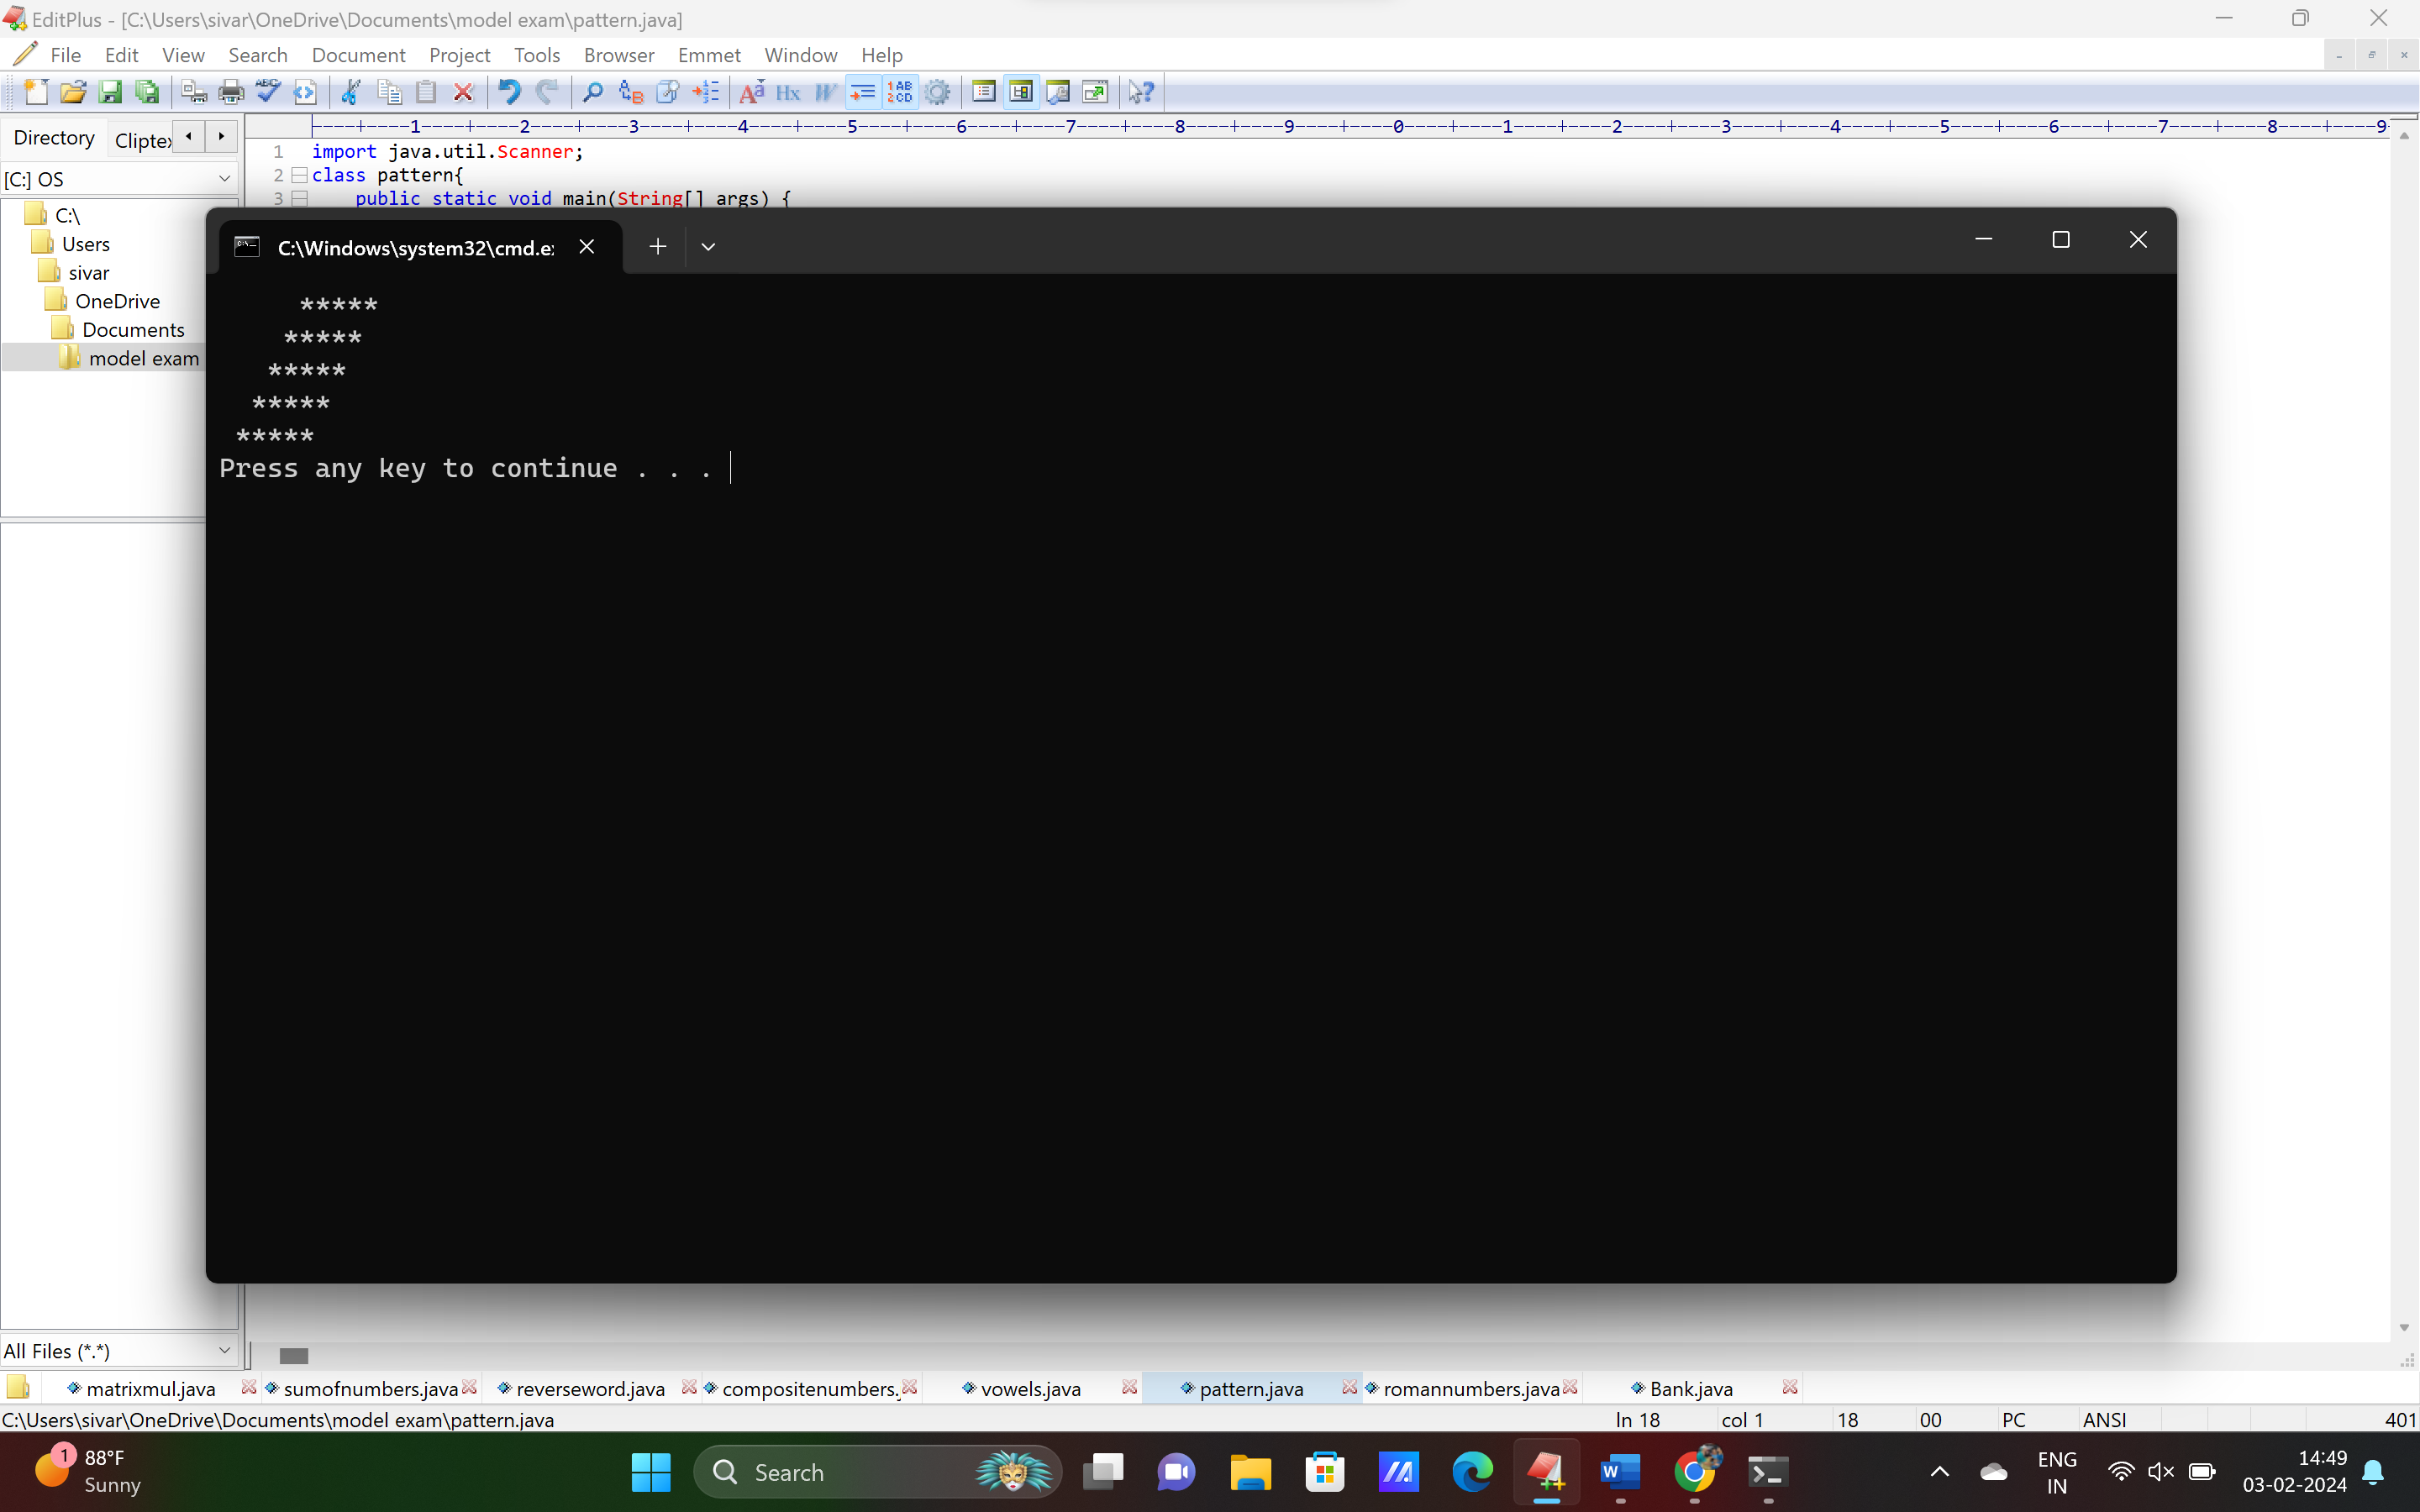 EditPlus - [C:\Users\sivar\OneDrive\Documents\model exam\pattern.java]
File Edit View Search Document Project Tools Browser Emmet Window Help
Directory Cliptex
----+----1----+----2----+----3----+----4----+----5----+----6----+----7----+----8----+----9----+----0----+----1----+----2----+----3----+----4----+----5----+----6----+----7----+----8----+----9-
[C:] OS
C:\
Users
sivar
OneDrive
Documents
model exam
1 import java.util.Scanner;
2 class pattern{
3 public static void main(String[] args) {
C:\Windows\system32\cmd.e
      *****
     *****
    *****
   *****
  *****
Press any key to continue . . .
All Files (*.*)
matrixmul.java sumofnumbers.java reverseword.java compositenumbers. vowels.java pattern.java romannumbers.java Bank.java
C:\Users\sivar\OneDrive\Documents\model exam\pattern.java ln 18 col 1 18 00 PC ANSI 401
1 88°F
Sunny
Search
ENG
IN
14:49
03-02-2024